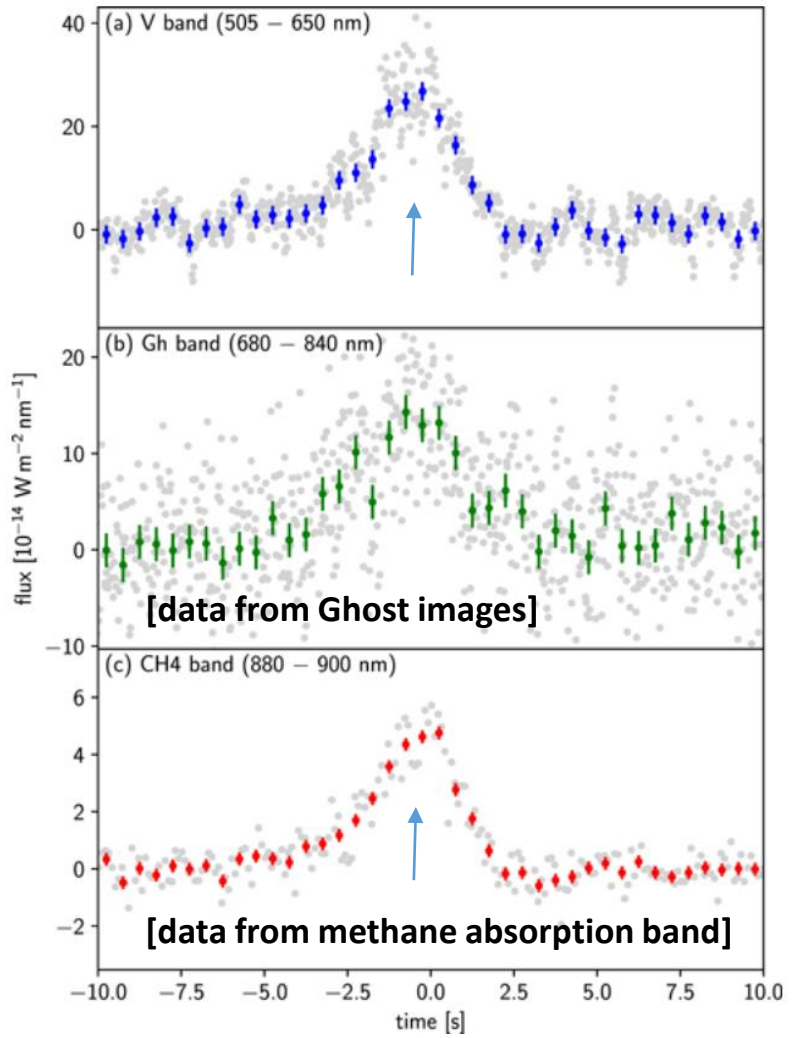 (a) V band (505 − 650 nm)
40
20
0
(b) Gh band (680 − 840 nm)
20
10
0
−10
[data from Ghost images]
flux [10⁻¹⁴ W m⁻² nm⁻¹]
(c) CH4 band (880 − 900 nm)
6
4
2
0
−2
[data from methane absorption band]
−10.0 −7.5 −5.0 −2.5 0.0 2.5 5.0 7.5 10.0
time [s]